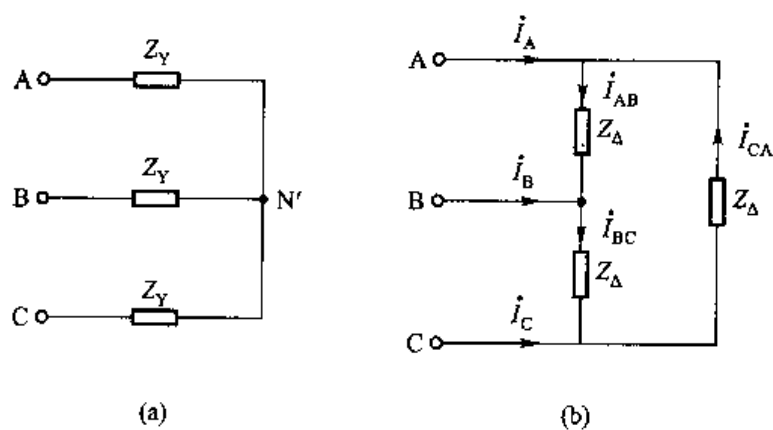 Z_Y
A
Z_Y
B
N′
Z_Y
C
(a)
İ_A
A
İ_AB
Z_Δ
İ_CA
İ_B
B
Z_Δ
İ_BC
Z_Δ
İ_C
C
(b)